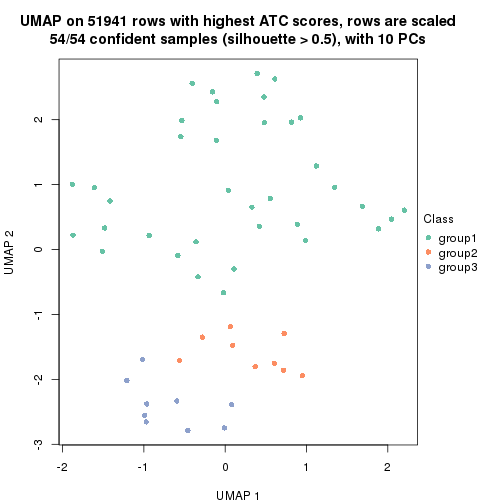 UMAP on 51941 rows with highest ATC scores, rows are scaled
54/54 confident samples (silhouette > 0.5), with 10 PCs
2
1
0
-1
-2
-3
UMAP 2
-2
-1
0
1
2
UMAP 1
Class
group1
group2
group3